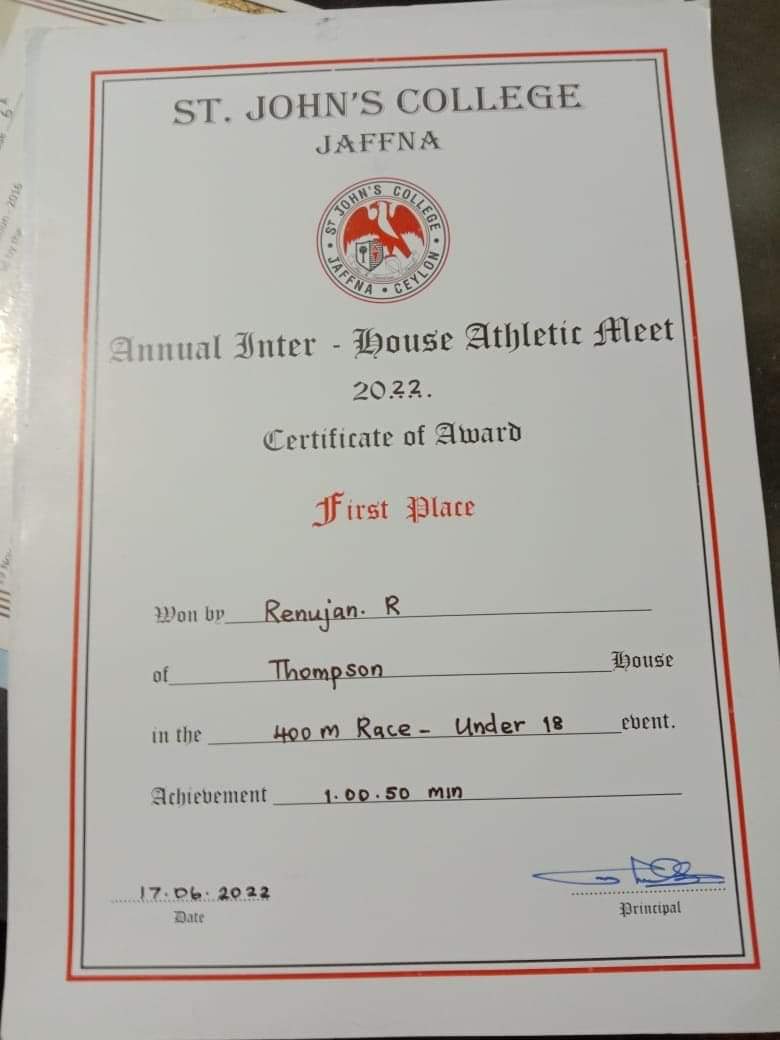 ST. JOHN'S COLLEGE
JAFFNA
ST JOHN'S COLLEGE
JAFFNA • CEYLON
Annual Inter - House Athletic Meet
2022.
Certificate of Award
First Place
Won by Renujan. R
of Thompson House
in the 400 m Race - Under 18 event.
Achievement 1.00.50 min
17.06.2022
Date
Principal
2016